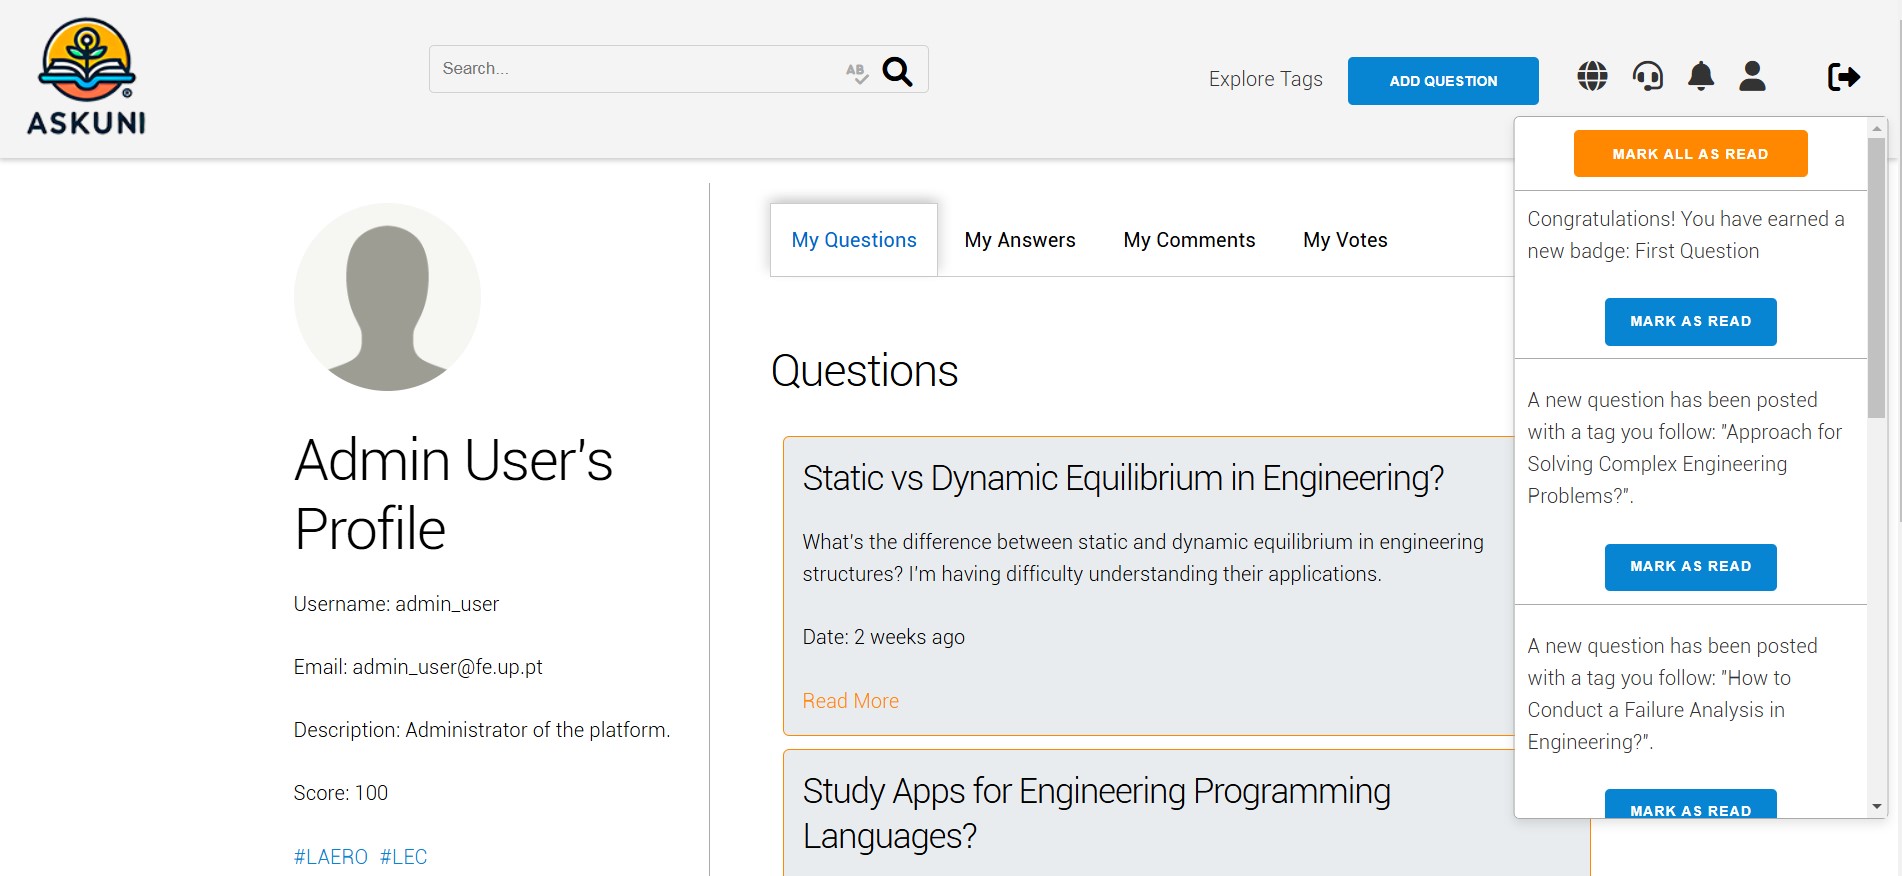 ASKUNI
Search...
AB
Explore Tags
ADD QUESTION
MARK ALL AS READ
Congratulations! You have earned a
new badge: First Question
MARK AS READ
A new question has been posted
with a tag you follow: "Approach for
Solving Complex Engineering
Problems?".
MARK AS READ
A new question has been posted
with a tag you follow: "How to
Conduct a Failure Analysis in
Engineering?".
MARK AS READ
Admin User's
Profile
Username: admin_user
Email: admin_user@fe.up.pt
Description: Administrator of the platform.
Score: 100
#LAERO #LEC
My Questions My Answers My Comments My Votes
Questions
Static vs Dynamic Equilibrium in Engineering?
What's the difference between static and dynamic equilibrium in engineering
structures? I'm having difficulty understanding their applications.
Date: 2 weeks ago
Read More
Study Apps for Engineering Programming
Languages?